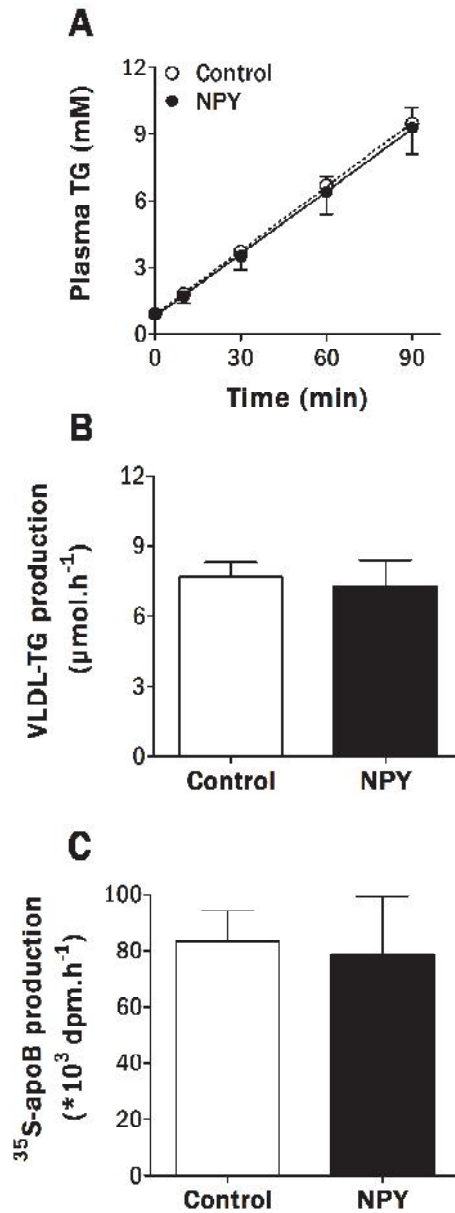 A
Plasma TG (mM)
12
9
6
3
0
Control
NPY
0 30 60 90
Time (min)
B
VLDL-TG production
(µmol.h⁻¹)
12
9
6
3
0
Control NPY
C
³⁵S-apoB production
(*10³ dpm.h⁻¹)
100
80
60
40
20
0
Control NPY